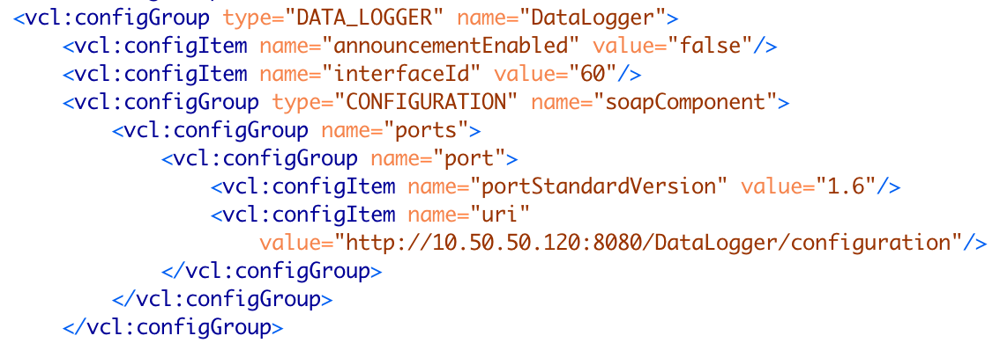 <vcl:configGroup type="DATA_LOGGER" name="DataLogger">
<vcl:configItem name="announcementEnabled" value="false"/>
<vcl:configItem name="interfaceId" value="60"/>
<vcl:configGroup type="CONFIGURATION" name="soapComponent">
<vcl:configGroup name="ports">
<vcl:configGroup name="port">
<vcl:configItem name="portStandardVersion" value="1.6"/>
<vcl:configItem name="uri"
value="http://10.50.50.120:8080/DataLogger/configuration"/>
</vcl:configGroup>
</vcl:configGroup>
</vcl:configGroup>